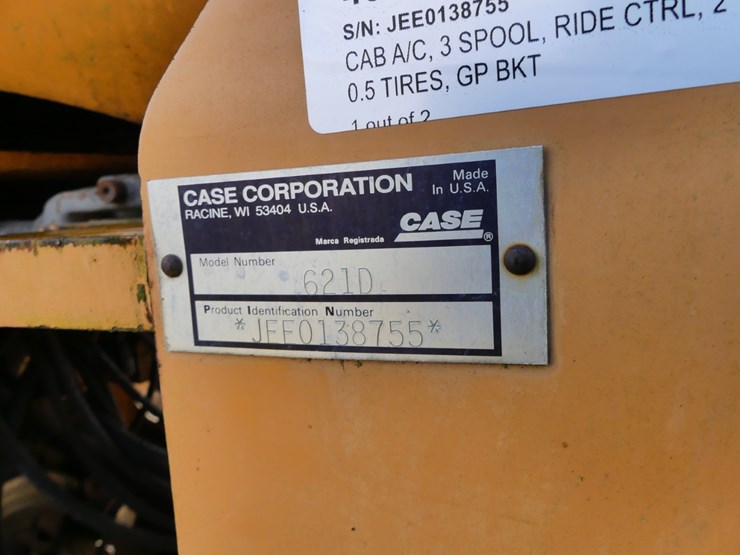 S/N: JEE0138755
CAB A/C, 3 SPOOL, RIDE CTRL, 2
0.5 TIRES, GP BKT
1 out of 2
CASE CORPORATION
RACINE, WI 53404 U.S.A.
Made
In U.S.A.
Marca Registrada
CASE®
Model Number
621D
Product Identification Number
*JEE0138755*